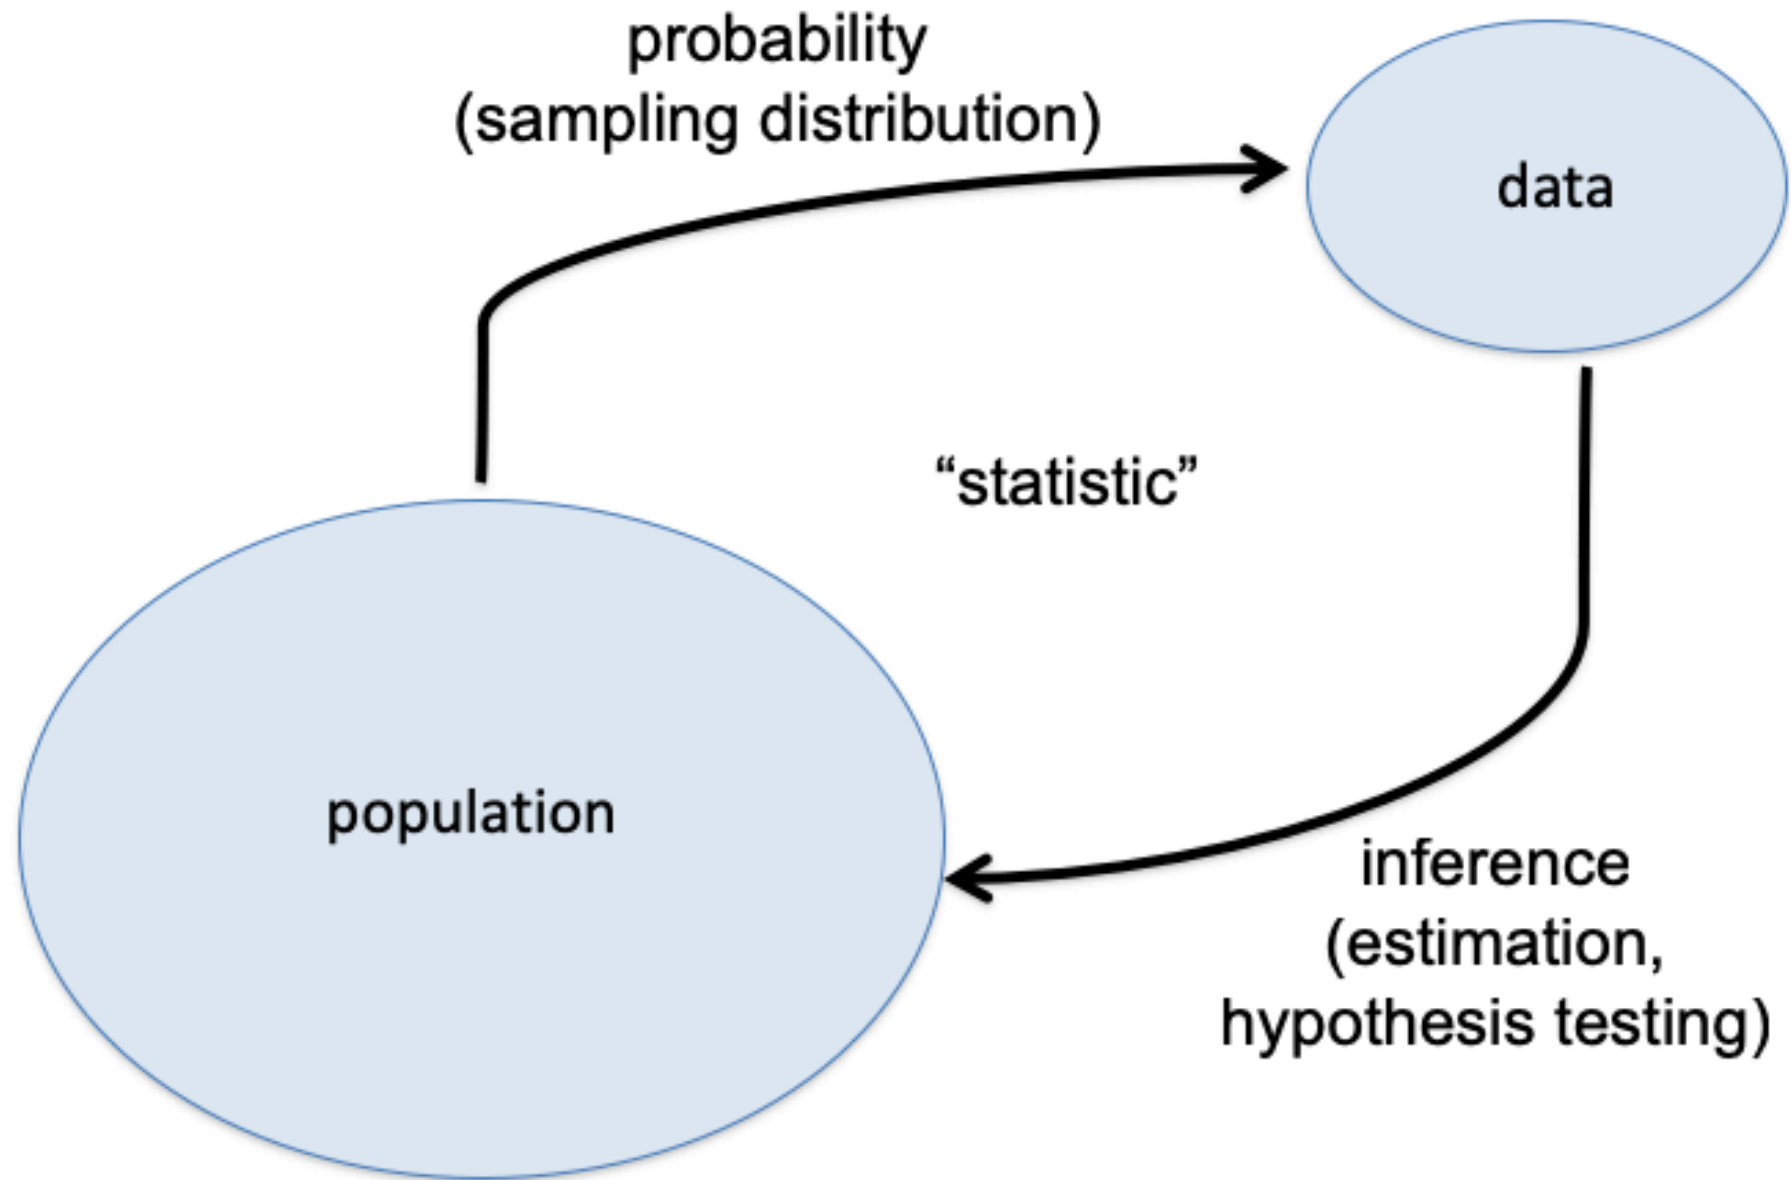 probability
(sampling distribution)
data
“statistic”
population
inference
(estimation,
hypothesis testing)